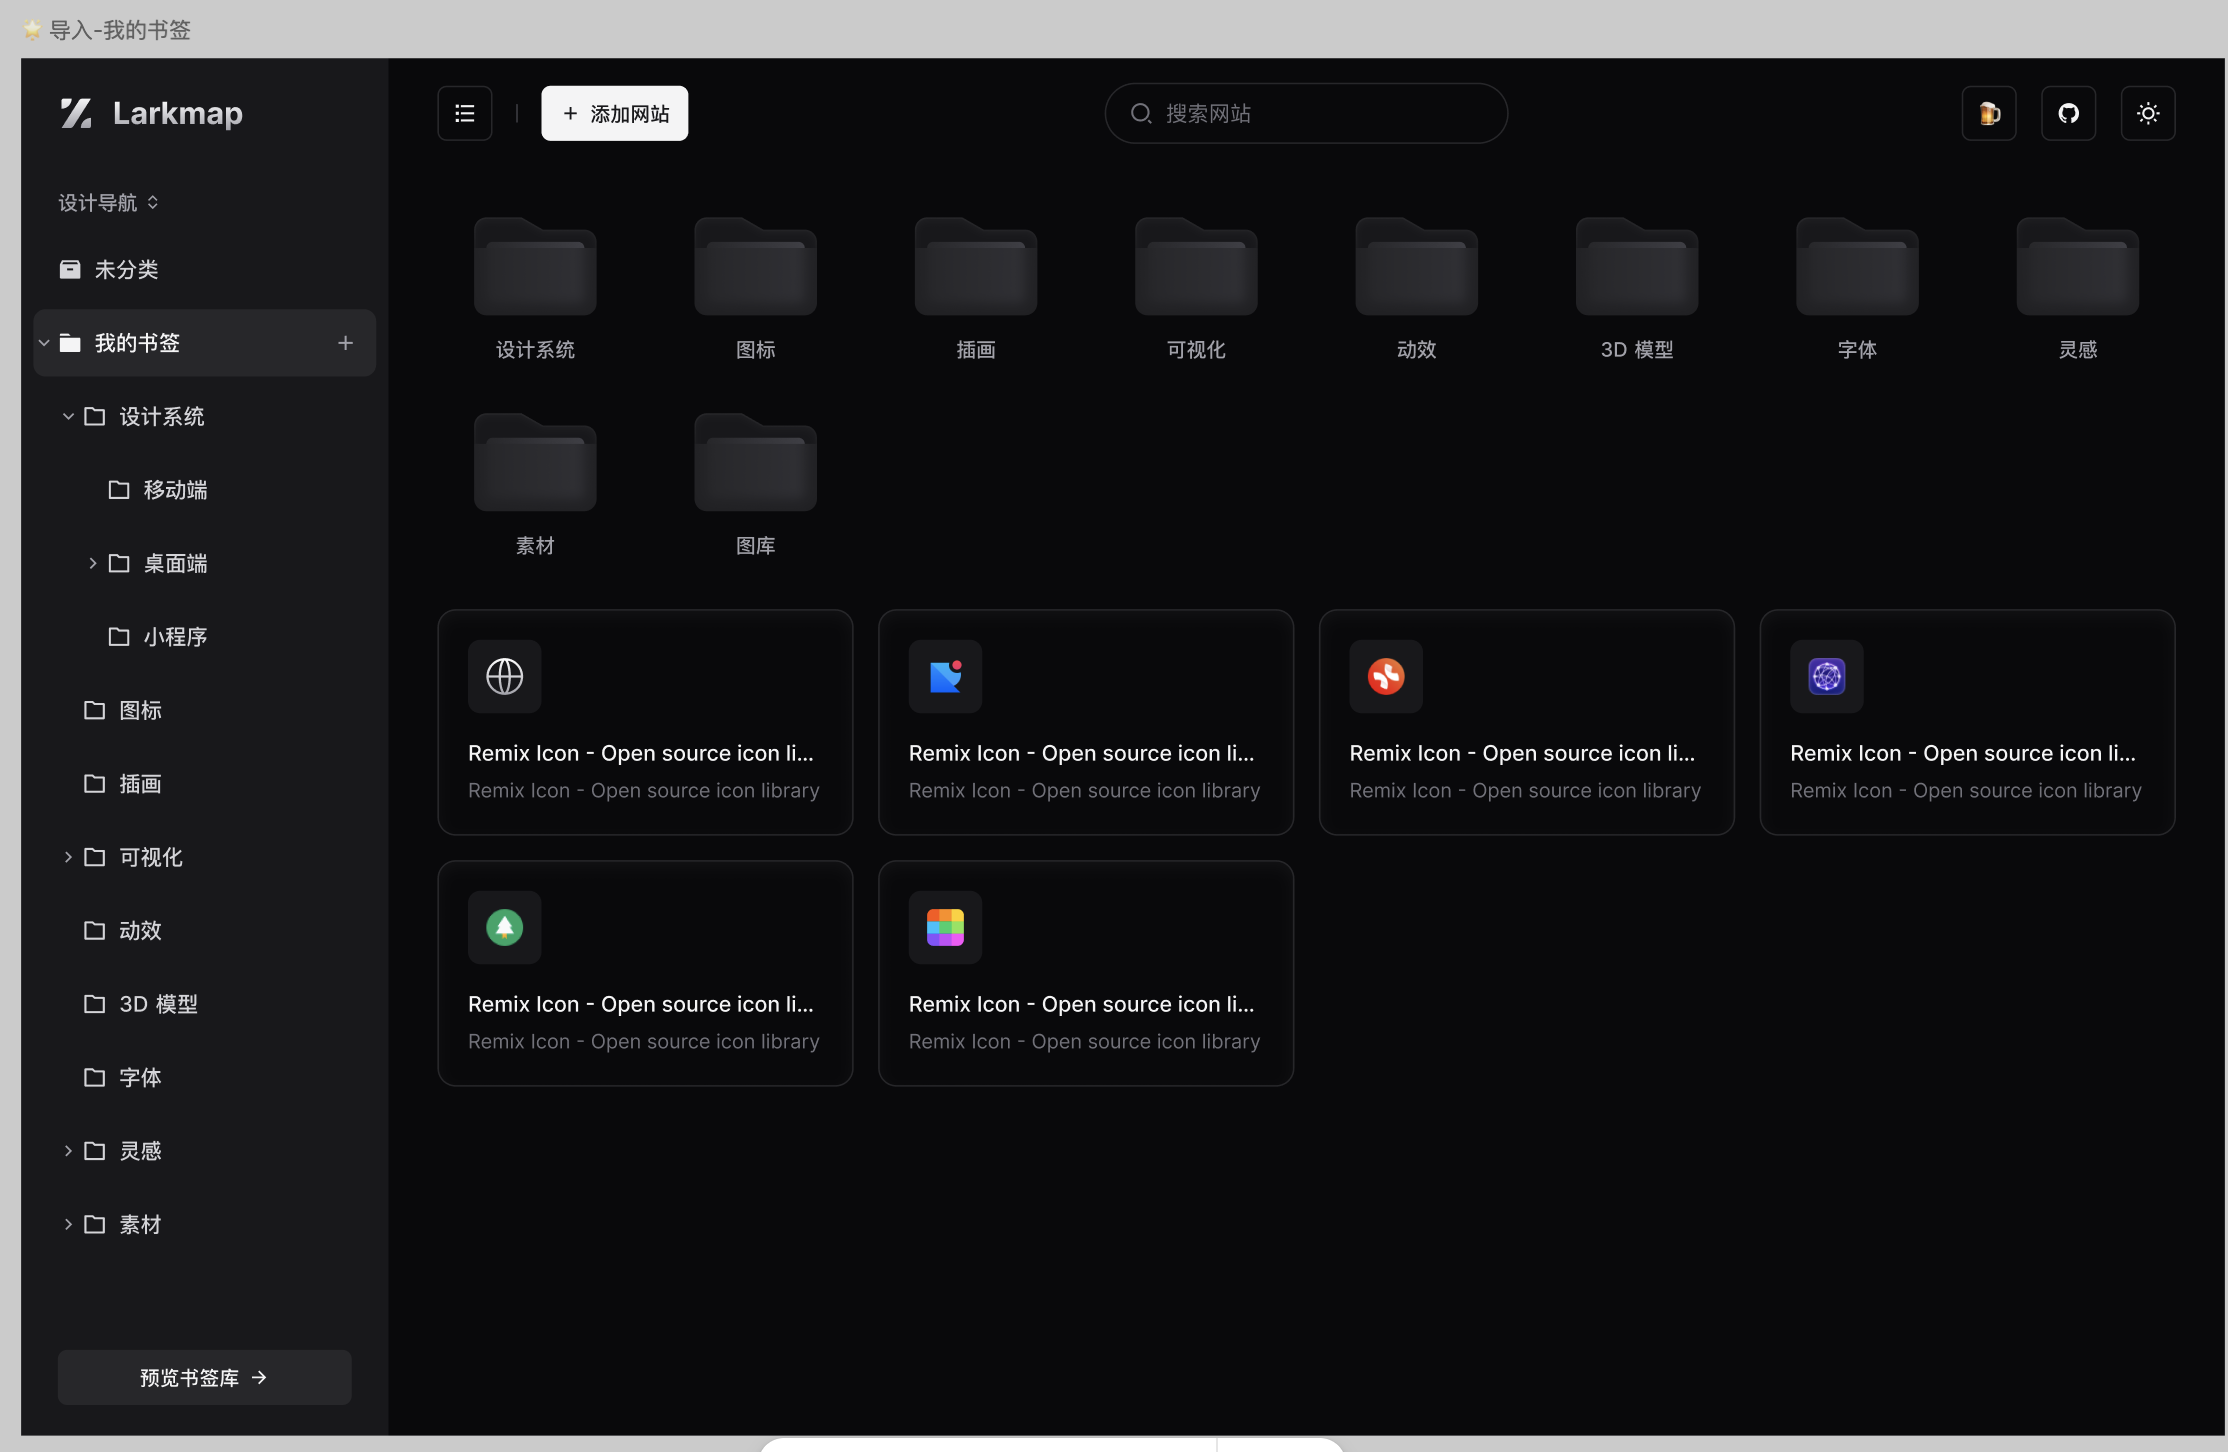 导入-我的书签
Larkmap
设计导航
未分类
我的书签
设计系统
移动端
桌面端
小程序
图标
插画
可视化
动效
3D 模型
字体
灵感
素材
预览书签库
添加网站
搜索网站
设计系统
图标
插画
可视化
动效
3D 模型
字体
灵感
素材
图库
Remix Icon - Open source icon li...
Remix Icon - Open source icon library
Remix Icon - Open source icon li...
Remix Icon - Open source icon library
Remix Icon - Open source icon li...
Remix Icon - Open source icon library
Remix Icon - Open source icon li...
Remix Icon - Open source icon library
Remix Icon - Open source icon li...
Remix Icon - Open source icon library
Remix Icon - Open source icon li...
Remix Icon - Open source icon library